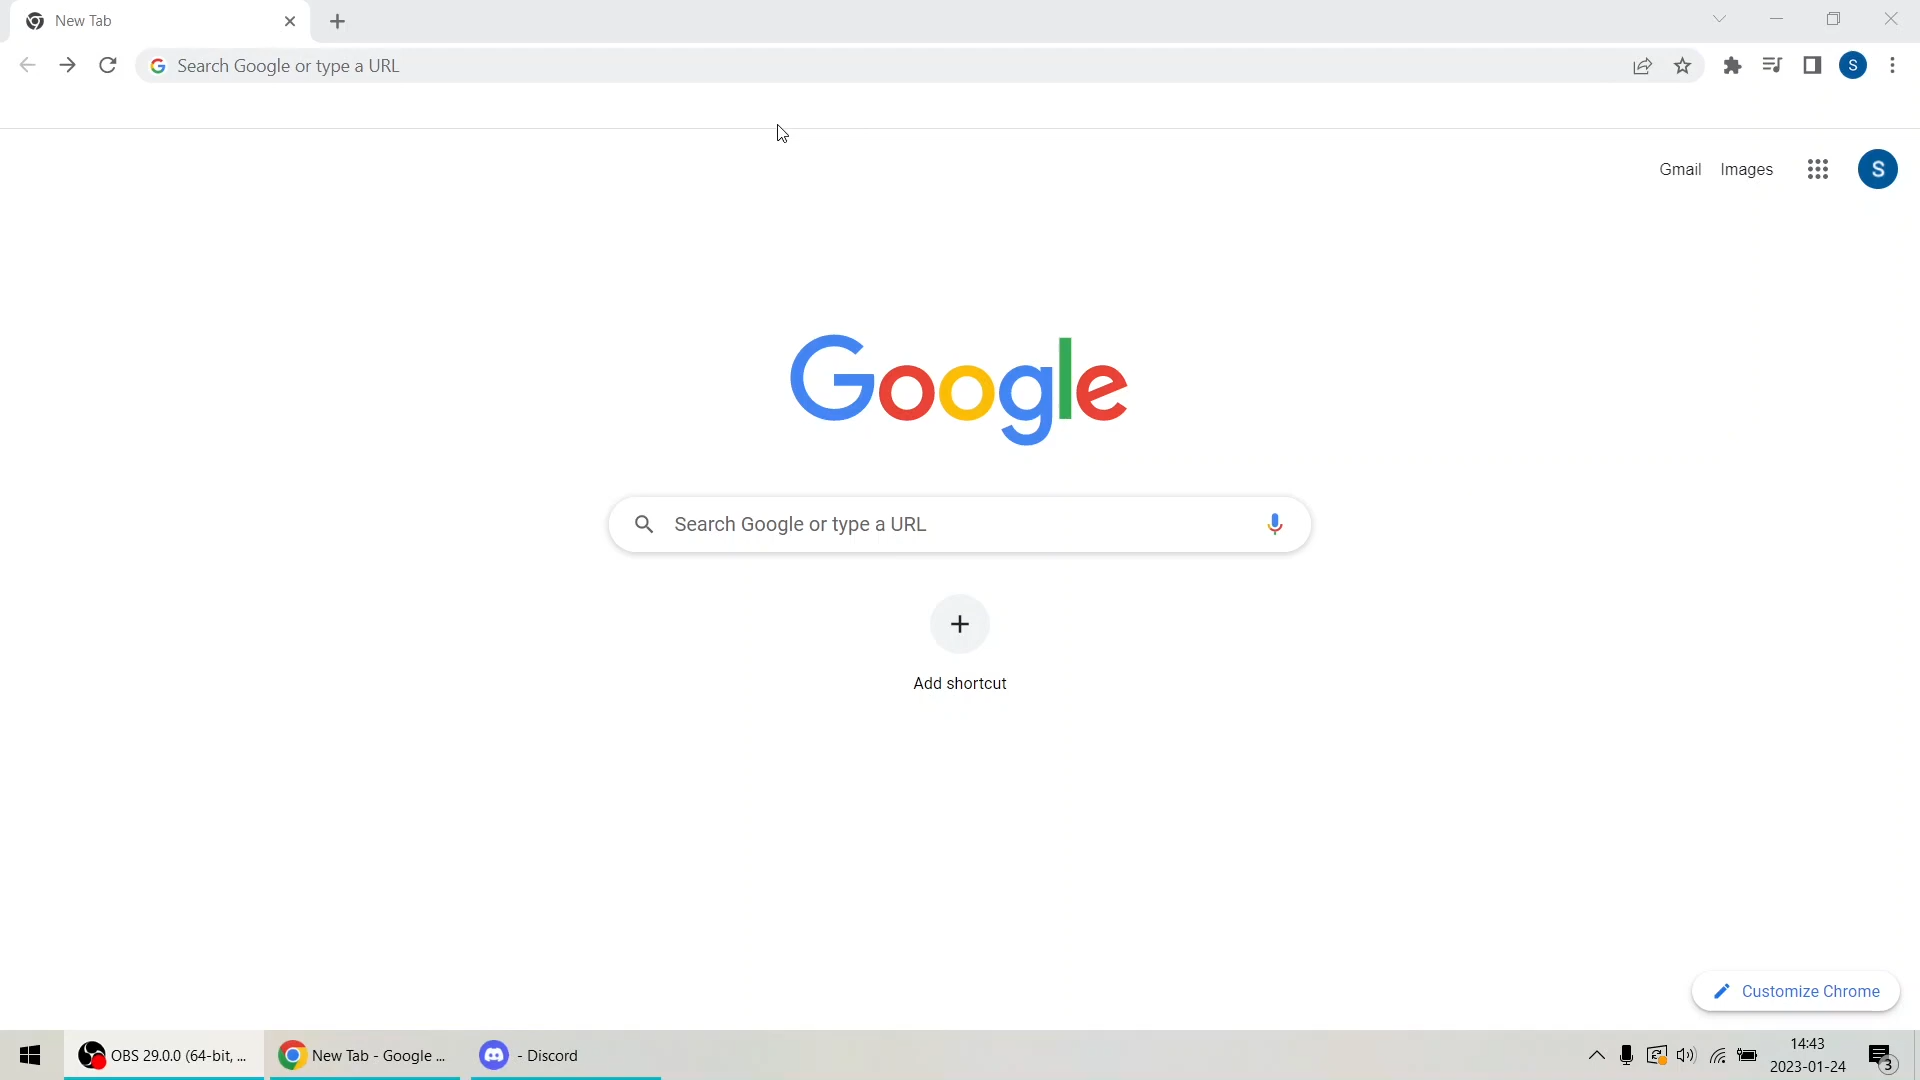 New Tab
Search Google or type a URL
S
Gmail Images
S
Google
Search Google or type a URL
Add shortcut
Customize Chrome
OBS 29.0.0 (64-bit, ...
New Tab - Google ...
- Discord
14:43
2023-01-24
3